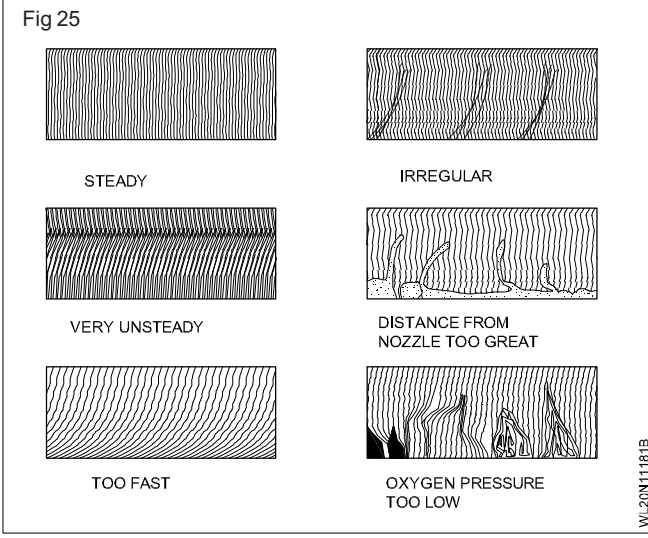 Fig 25
STEADY
IRREGULAR
VERY UNSTEADY
DISTANCE FROM
NOZZLE TOO GREAT
TOO FAST
OXYGEN PRESSURE
TOO LOW
WL20N11181B